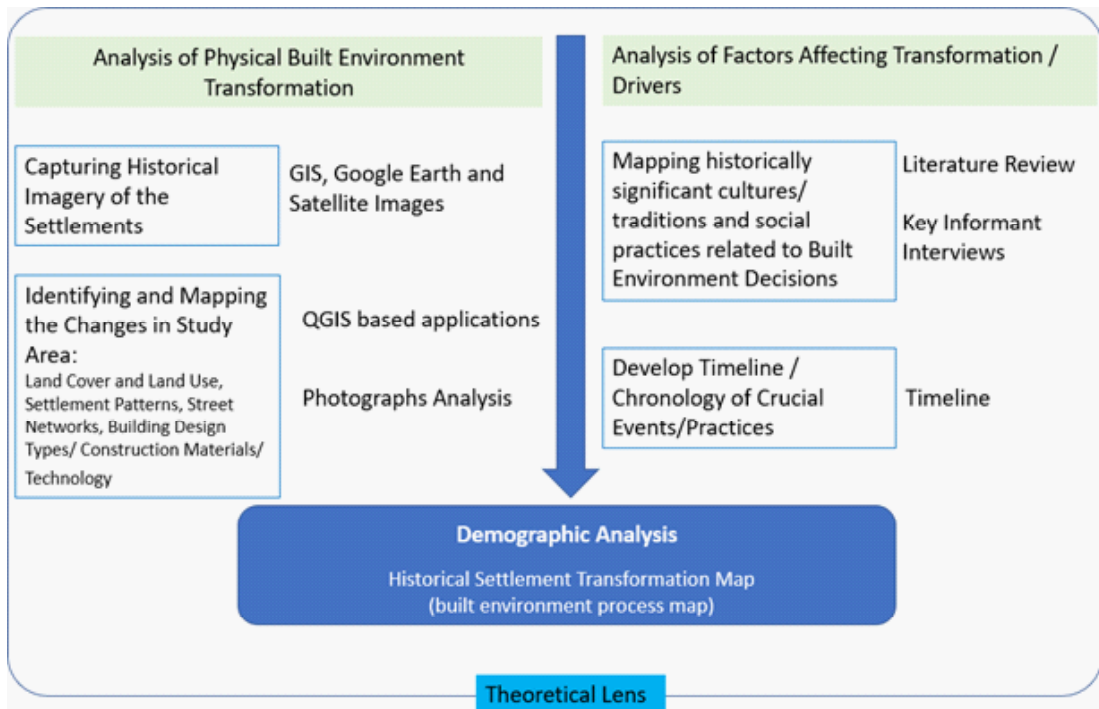 Analysis of Physical Built Environment
Transformation
Capturing Historical
Imagery of the
Settlements
GIS, Google Earth and
Satellite Images
Identifying and Mapping
the Changes in Study
Area:
Land Cover and Land Use,
Settlement Patterns, Street
Networks, Building Design
Types/ Construction Materials/
Technology
QGIS based applications
Photographs Analysis
Analysis of Factors Affecting Transformation /
Drivers
Mapping historically
significant cultures/
traditions and social
practices related to Built
Environment Decisions
Literature Review
Key Informant
Interviews
Develop Timeline /
Chronology of Crucial
Events/Practices
Timeline
Demographic Analysis
Historical Settlement Transformation Map
(built environment process map)
Theoretical Lens